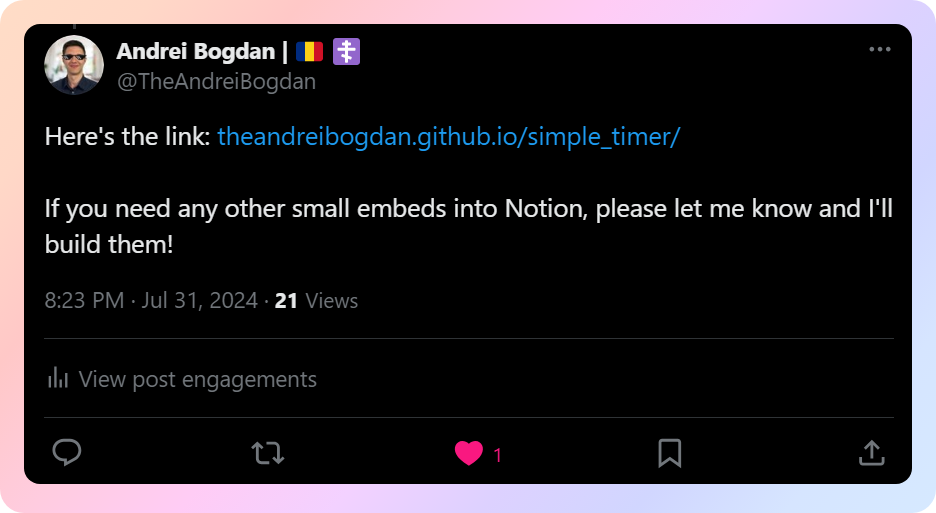 Andrei Bogdan | 🇷🇴 ☦️
@TheAndreiBogdan
Here's the link: theandreibogdan.github.io/simple_timer/
If you need any other small embeds into Notion, please let me know and I'll
build them!
8:23 PM · Jul 31, 2024 · 21 Views
View post engagements
1